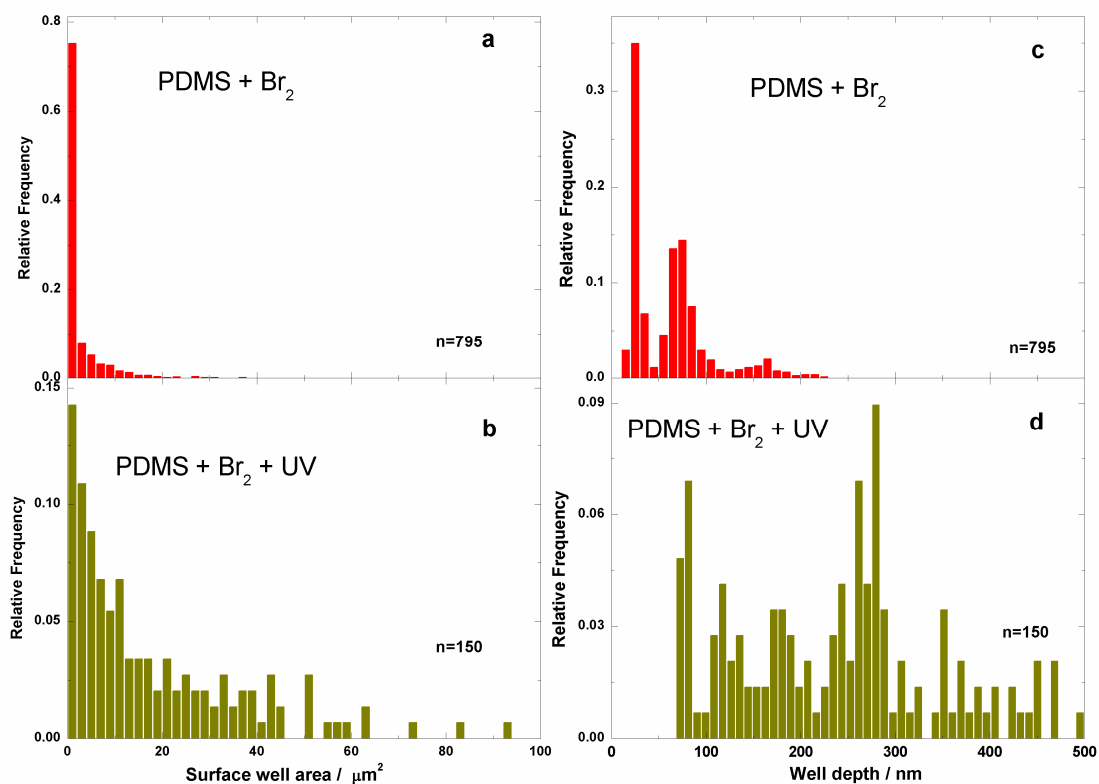 a
PDMS + Br2
0.8
0.6
0.4
0.2
0.0
Relative Frequency
n=795
b
PDMS + Br2 + UV
0.15
0.10
0.05
0.00
Relative Frequency
n=150
0 20 40 60 80 100
Surface well area / μm2
c
PDMS + Br2
0.3
0.2
0.1
0.0
Relative Frequency
n=795
d
PDMS + Br2 + UV
0.09
0.06
0.03
0.00
Relative Frequency
n=150
0 100 200 300 400 500
Well depth / nm